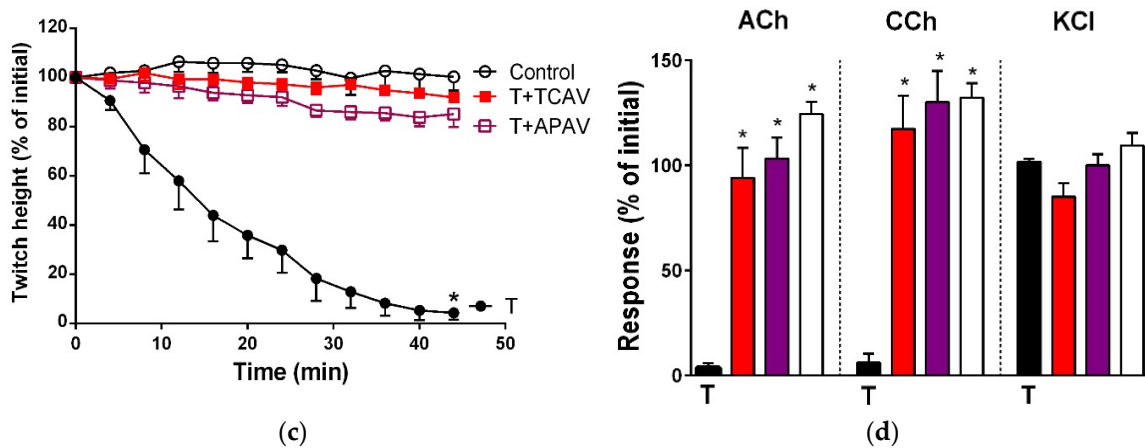 Twitch height (% of initial)
120
100
80
60
40
20
0
0
10
20
30
40
50
Time (min)
Control
T+TCAV
T+APAV
*
T
(c)
ACh
CCh
KCl
Response (% of initial)
150
100
50
0
* * *
* * *
T
T
T
(d)